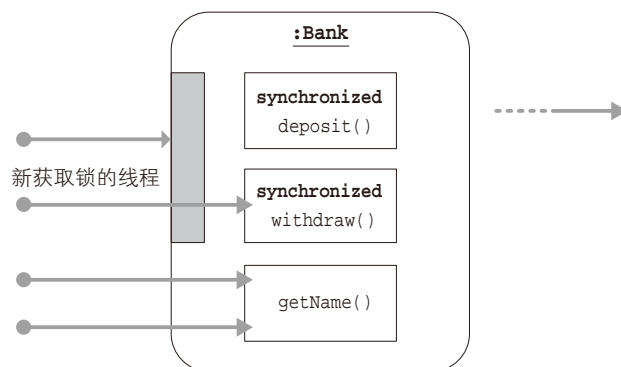 :Bank
synchronized
deposit()
新获取锁的线程
synchronized
withdraw()
getName()